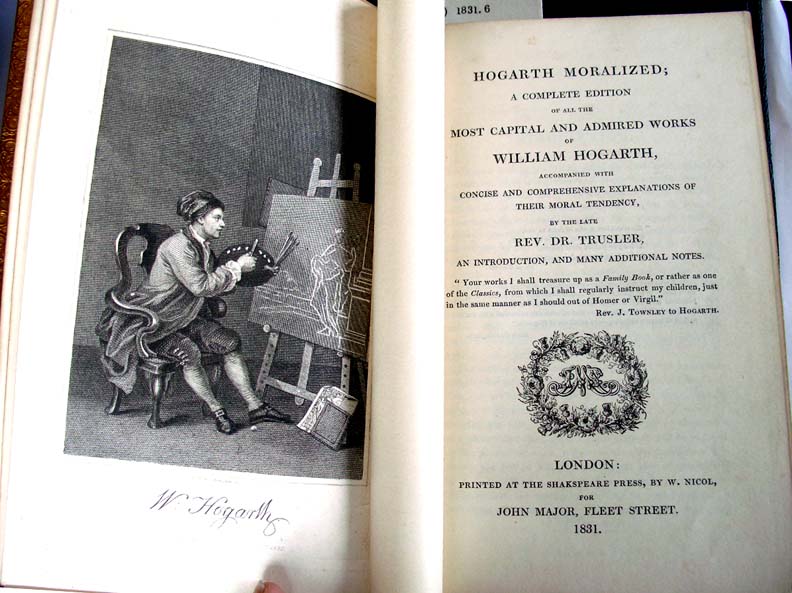 W. Hogarth
) 1831.6
HOGARTH MORALIZED;
A COMPLETE EDITION
OF ALL THE
MOST CAPITAL AND ADMIRED WORKS
OF
WILLIAM HOGARTH,
ACCOMPANIED WITH
CONCISE AND COMPREHENSIVE EXPLANATIONS OF
THEIR MORAL TENDENCY,
BY THE LATE
REV. DR. TRUSLER,
AN INTRODUCTION, AND MANY ADDITIONAL NOTES.
“ Your works I shall treasure up as a Family Book, or rather as one
of the Classics, from which I shall regularly instruct my children, just
in the same manner as I should out of Homer or Virgil.”
Rev. J. Townley to Hogarth.
LONDON:
PRINTED AT THE SHAKSPEARE PRESS, BY W. NICOL,
FOR
JOHN MAJOR, FLEET STREET.
1831.